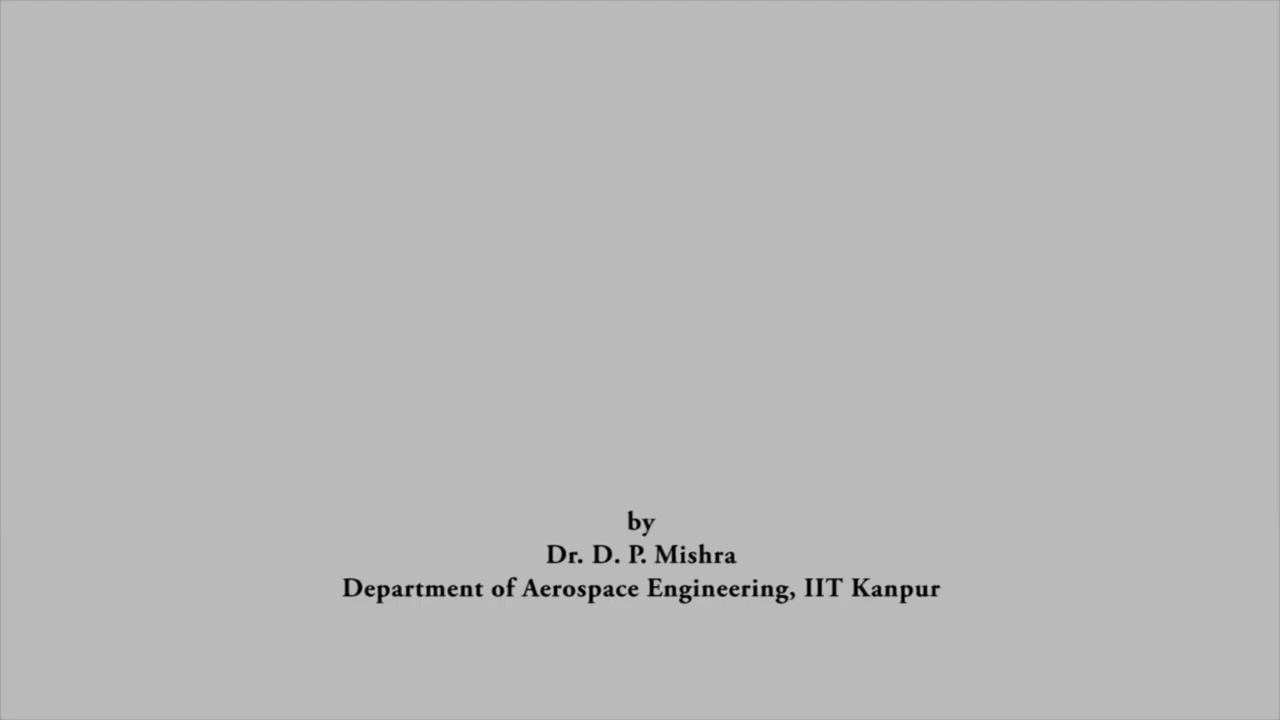 by
Dr. D. P. Mishra
Department of Aerospace Engineering, IIT Kanpur